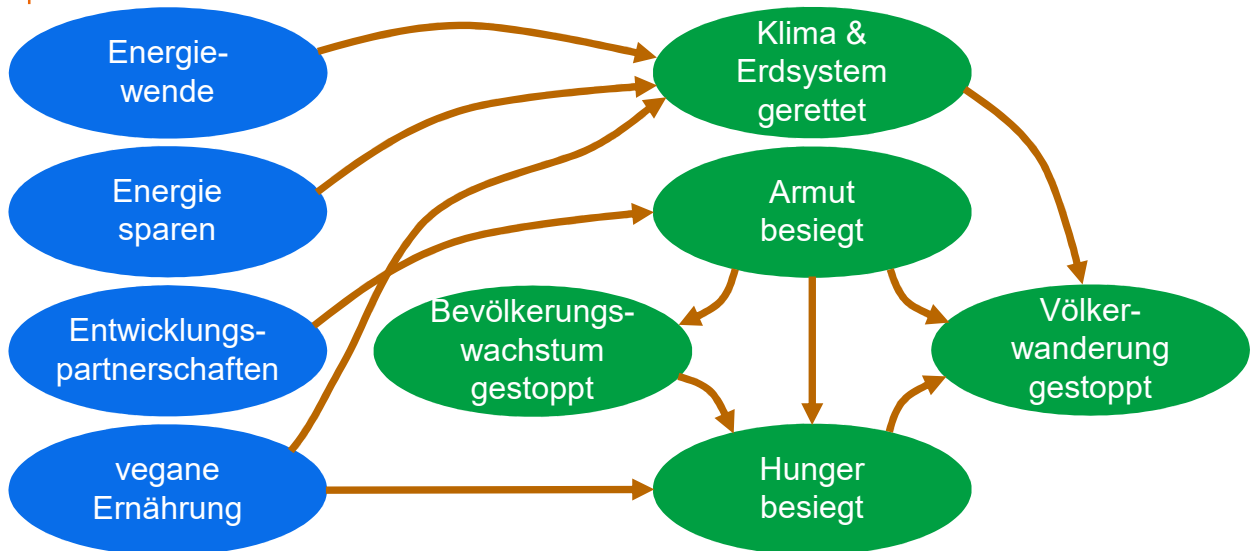 Energie-
wende
Klima &
Erdsystem
gerettet
Energie
sparen
Armut
besiegt
Entwicklungs-
partnerschaften
Bevölkerungs-
wachstum
gestoppt
Völker-
wanderung
gestoppt
vegane
Ernährung
Hunger
besiegt